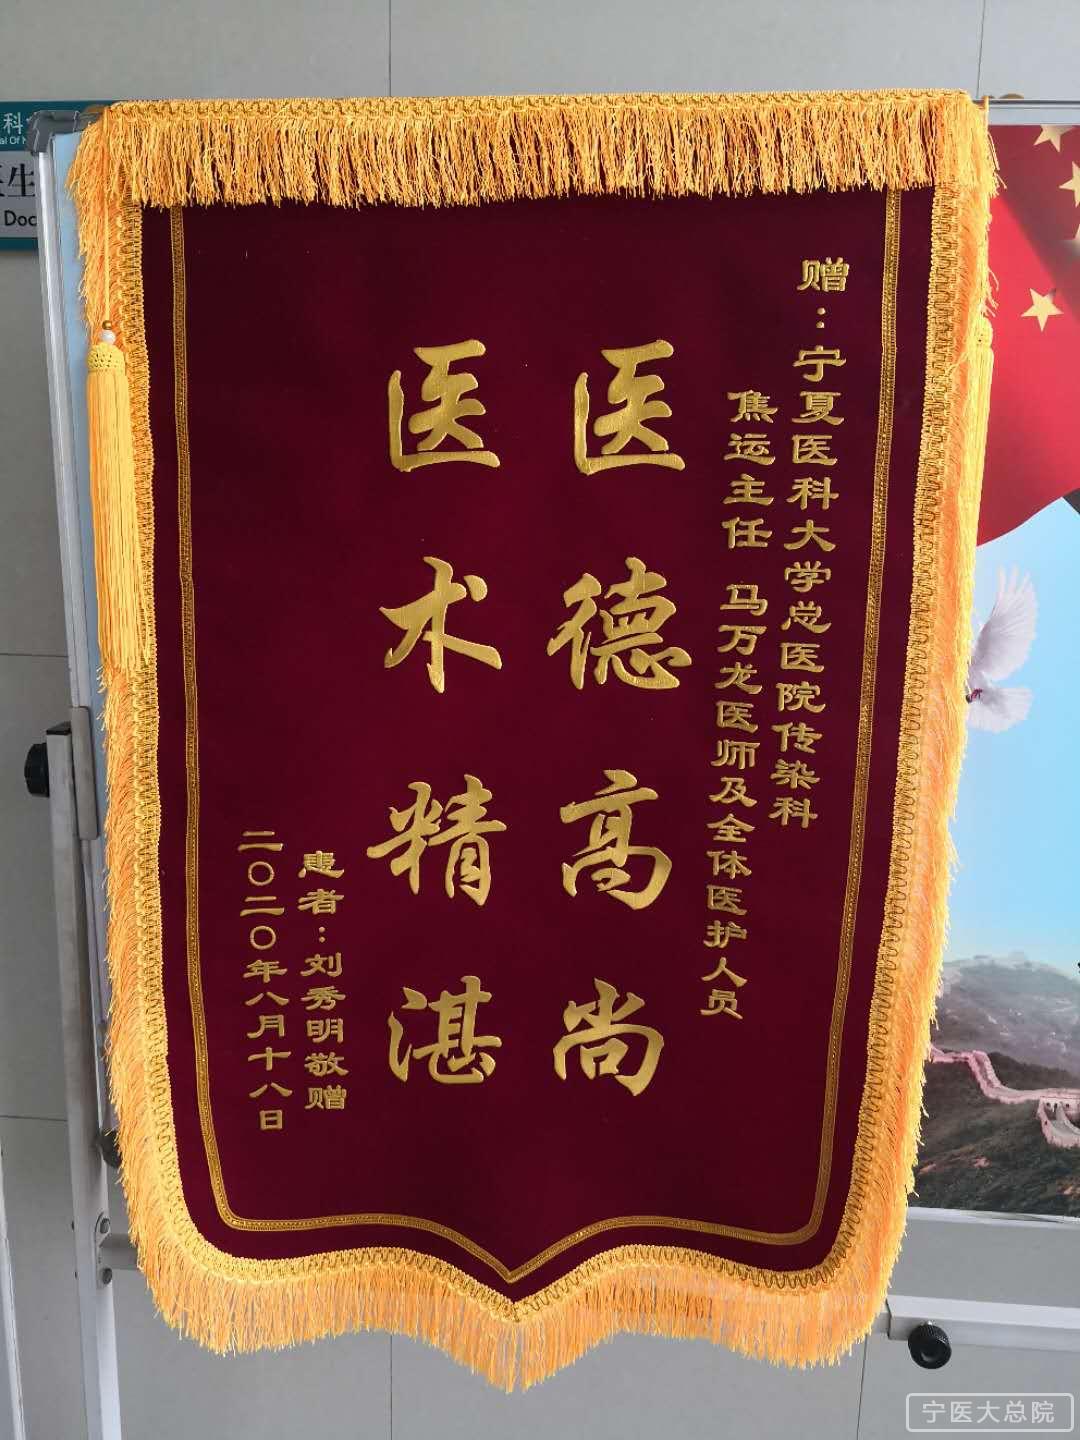 赠：宁夏医科大学总医院传染科
焦运主任 马万龙医师及全体医护人员
医德高尚
医术精湛
患者：刘秀明敬赠
二〇二〇年八月十八日
科
生
Doc
宁医大总院